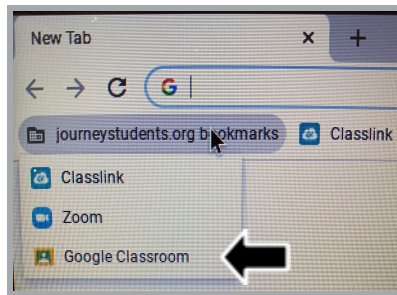 New Tab
G
journeystudents.org bookmarks Classlink
Classlink
Zoom
Google Classroom